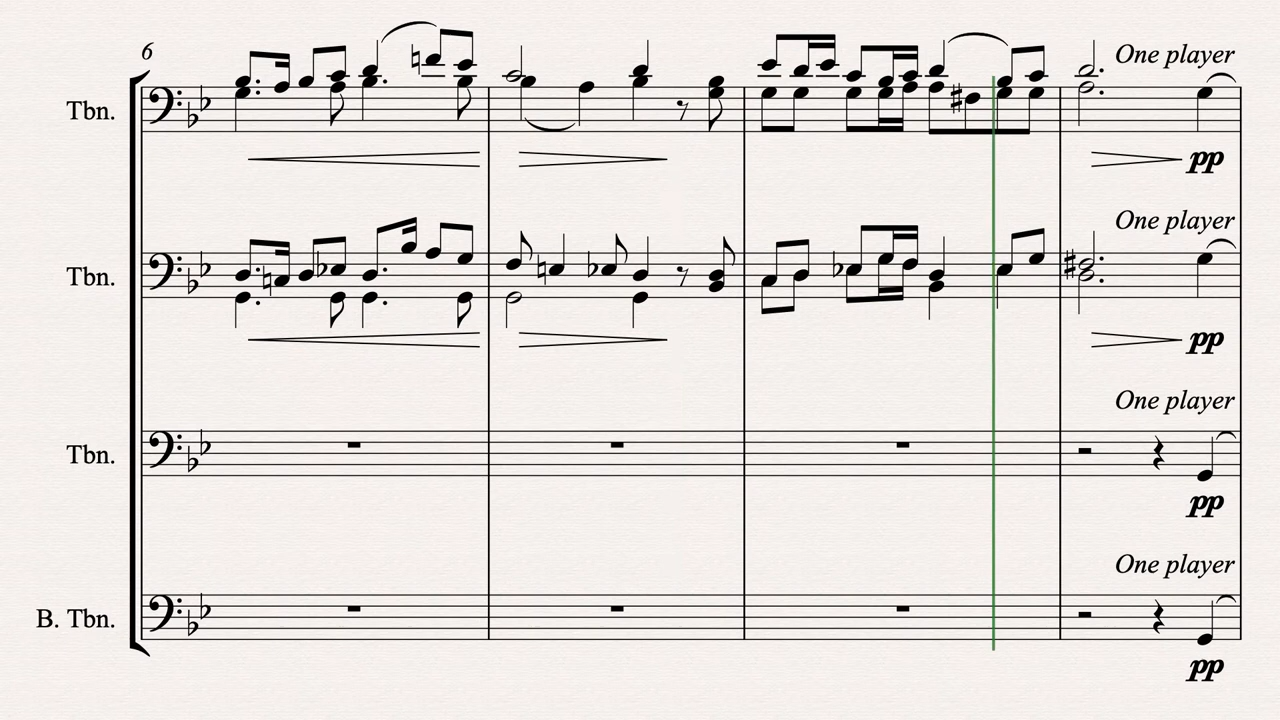 6
Tbn.
One player
pp
Tbn.
One player
pp
Tbn.
One player
pp
B. Tbn.
One player
pp